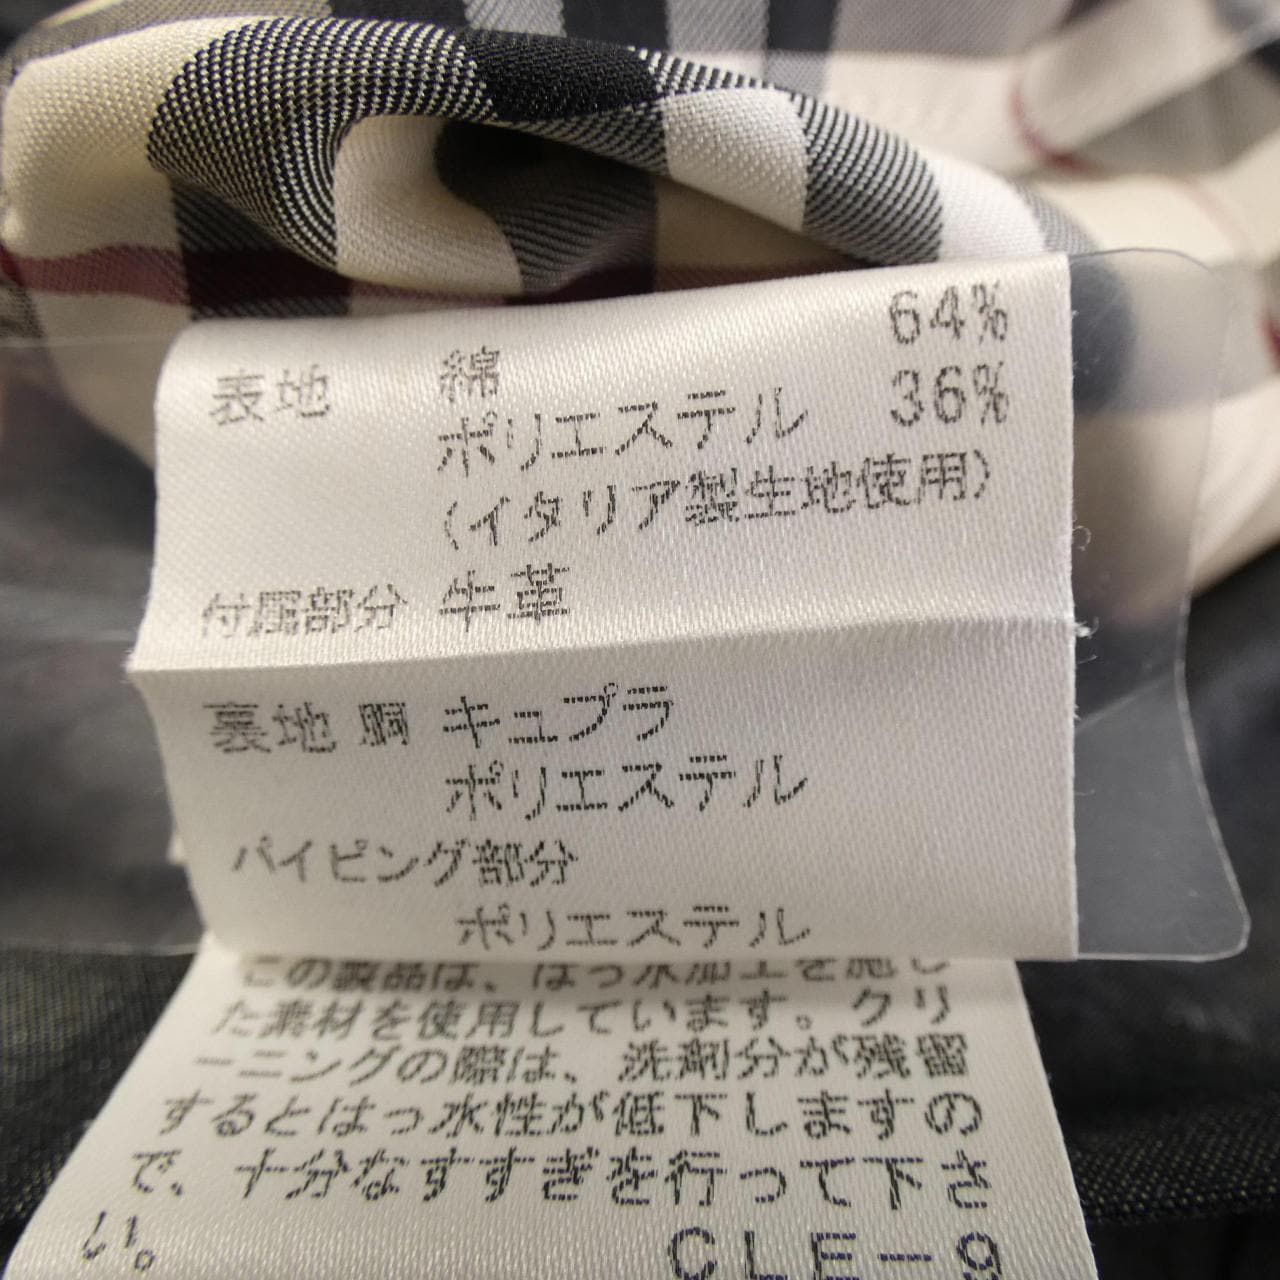 表地 綿 64%
ポリエステル 36%
(イタリア製生地使用)
付属部分 牛革
裏地 胴 キュプラ
ポリエステル
パイピング部分
ポリエステル
この製品は、はっ水加工を施し
た素材を使用しています。クリ
ーニングの際は、洗剤分が残留
するとはっ水性が低下しますの
で、十分なすすぎを行って下さ
い。 CLE-9